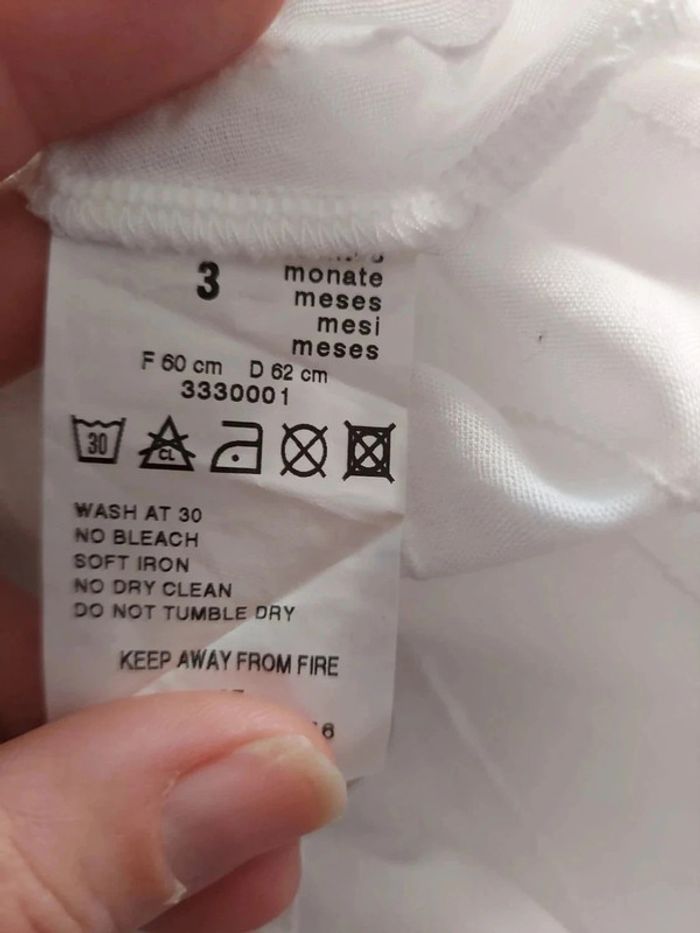 3
monate
meses
mesi
meses
F 60 cm D 62 cm
3330001
30 CL
WASH AT 30
NO BLEACH
SOFT IRON
NO DRY CLEAN
DO NOT TUMBLE DRY
KEEP AWAY FROM FIRE